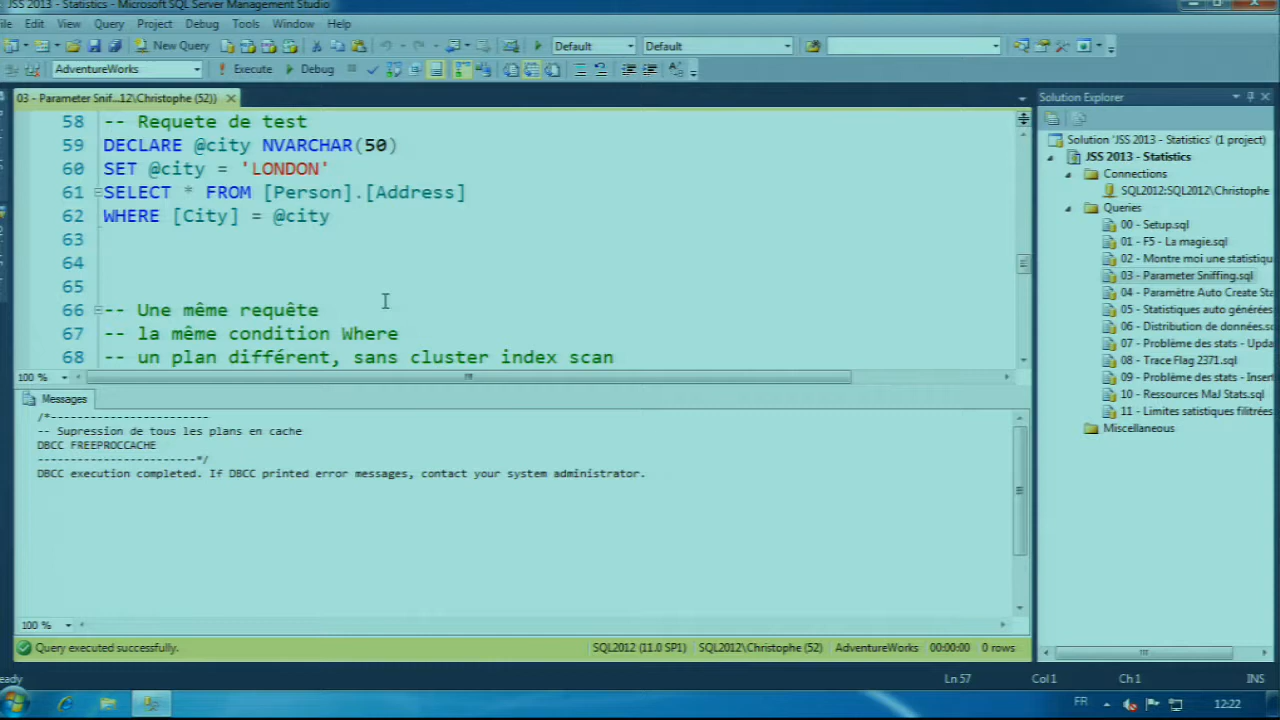 JSS 2013 - Statistics - Microsoft SQL Server Management Studio
File Edit View Query Project Debug Tools Window Help
New Query Default Default
AdventureWorks Execute Debug
03 - Parameter Snif...12\Christophe (52))
58 -- Requete de test
59 DECLARE @city NVARCHAR(50)
60 SET @city = 'LONDON'
61 SELECT * FROM [Person].[Address]
62 WHERE [City] = @city
63
64
65
66 -- Une même requête
67 -- la même condition Where
68 -- un plan différent, sans cluster index scan
100 %
Messages
/*------------------------
-- Supression de tous les plans en cache
DBCC FREEPROCCACHE
------------------------*/
DBCC execution completed. If DBCC printed error messages, contact your system administrator.
100 %
Query executed successfully. SQL2012 (11.0 SP1) SQL2012\Christophe (52) AdventureWorks 00:00:00 0 rows
Solution Explorer
Solution 'JSS 2013 - Statistics' (1 project)
JSS 2013 - Statistics
Connections
SQL2012:SQL2012\Christophe
Queries
00 - Setup.sql
01 - F5 - La magie.sql
02 - Montre moi une statistiqu
03 - Parameter Sniffing.sql
04 - Paramètre Auto Create Sta
05 - Statistiques auto générées
06 - Distribution de données.s
07 - Problème des stats - Upda
08 - Trace Flag 2371.sql
09 - Problème des stats - Inser
10 - Ressources MaJ Stats.sql
11 - Limites satistiques filitrées
Miscellaneous
eady Ln 57 Col 1 Ch 1 INS
FR 12:22